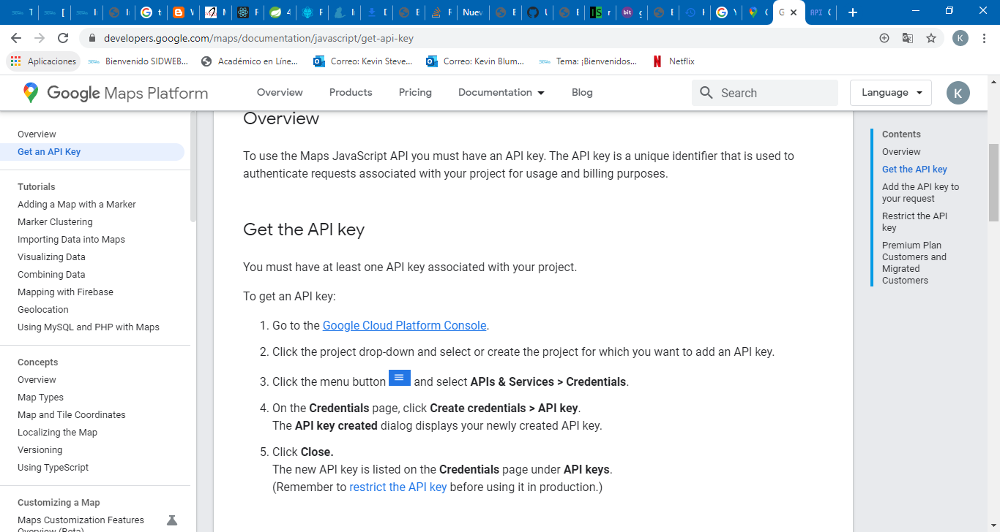 Nuev
bit
API
developers.google.com/maps/documentation/javascript/get-api-key
K
Aplicaciones
Bienvenido SIDWEB...
Académico en Líne...
Correo: Kevin Steve...
Correo: Kevin Blum...
Tema: ¡Bienvenidos...
Netflix
Google Maps Platform
Overview
Products
Pricing
Documentation
Blog
Search
Language
K
Overview
Get an API Key
Tutorials
Adding a Map with a Marker
Marker Clustering
Importing Data into Maps
Visualizing Data
Combining Data
Mapping with Firebase
Geolocation
Using MySQL and PHP with Maps
Concepts
Overview
Map Types
Map and Tile Coordinates
Localizing the Map
Versioning
Using TypeScript
Customizing a Map
Maps Customization Features
Overview (Beta)
Overview
To use the Maps JavaScript API you must have an API key. The API key is a unique identifier that is used to
authenticate requests associated with your project for usage and billing purposes.
Get the API key
You must have at least one API key associated with your project.
To get an API key:
1. Go to the Google Cloud Platform Console.
2. Click the project drop-down and select or create the project for which you want to add an API key.
3. Click the menu button and select APIs & Services > Credentials.
4. On the Credentials page, click Create credentials > API key.
The API key created dialog displays your newly created API key.
5. Click Close.
The new API key is listed on the Credentials page under API keys.
(Remember to restrict the API key before using it in production.)
Contents
Overview
Get the API key
Add the API key to
your request
Restrict the API
key
Premium Plan
Customers and
Migrated
Customers